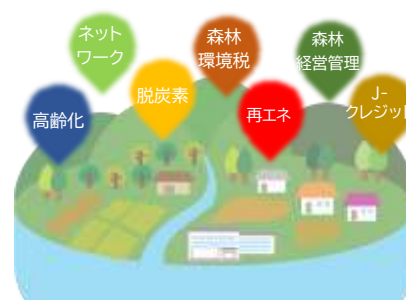 ネット
ワーク
森林
環境税
森林
経営管理
脱炭素
J-
クレジット
高齢化
再エネ